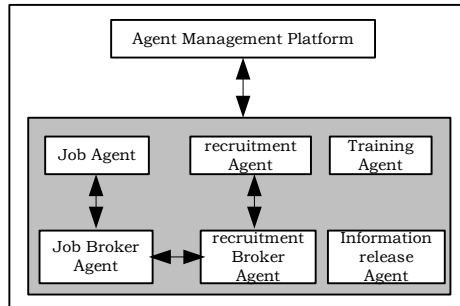 Agent Management Platform
Job Agent
recruitment
Agent
Training
Agent
Job Broker
Agent
recruitment
Broker
Agent
Information
release
Agent